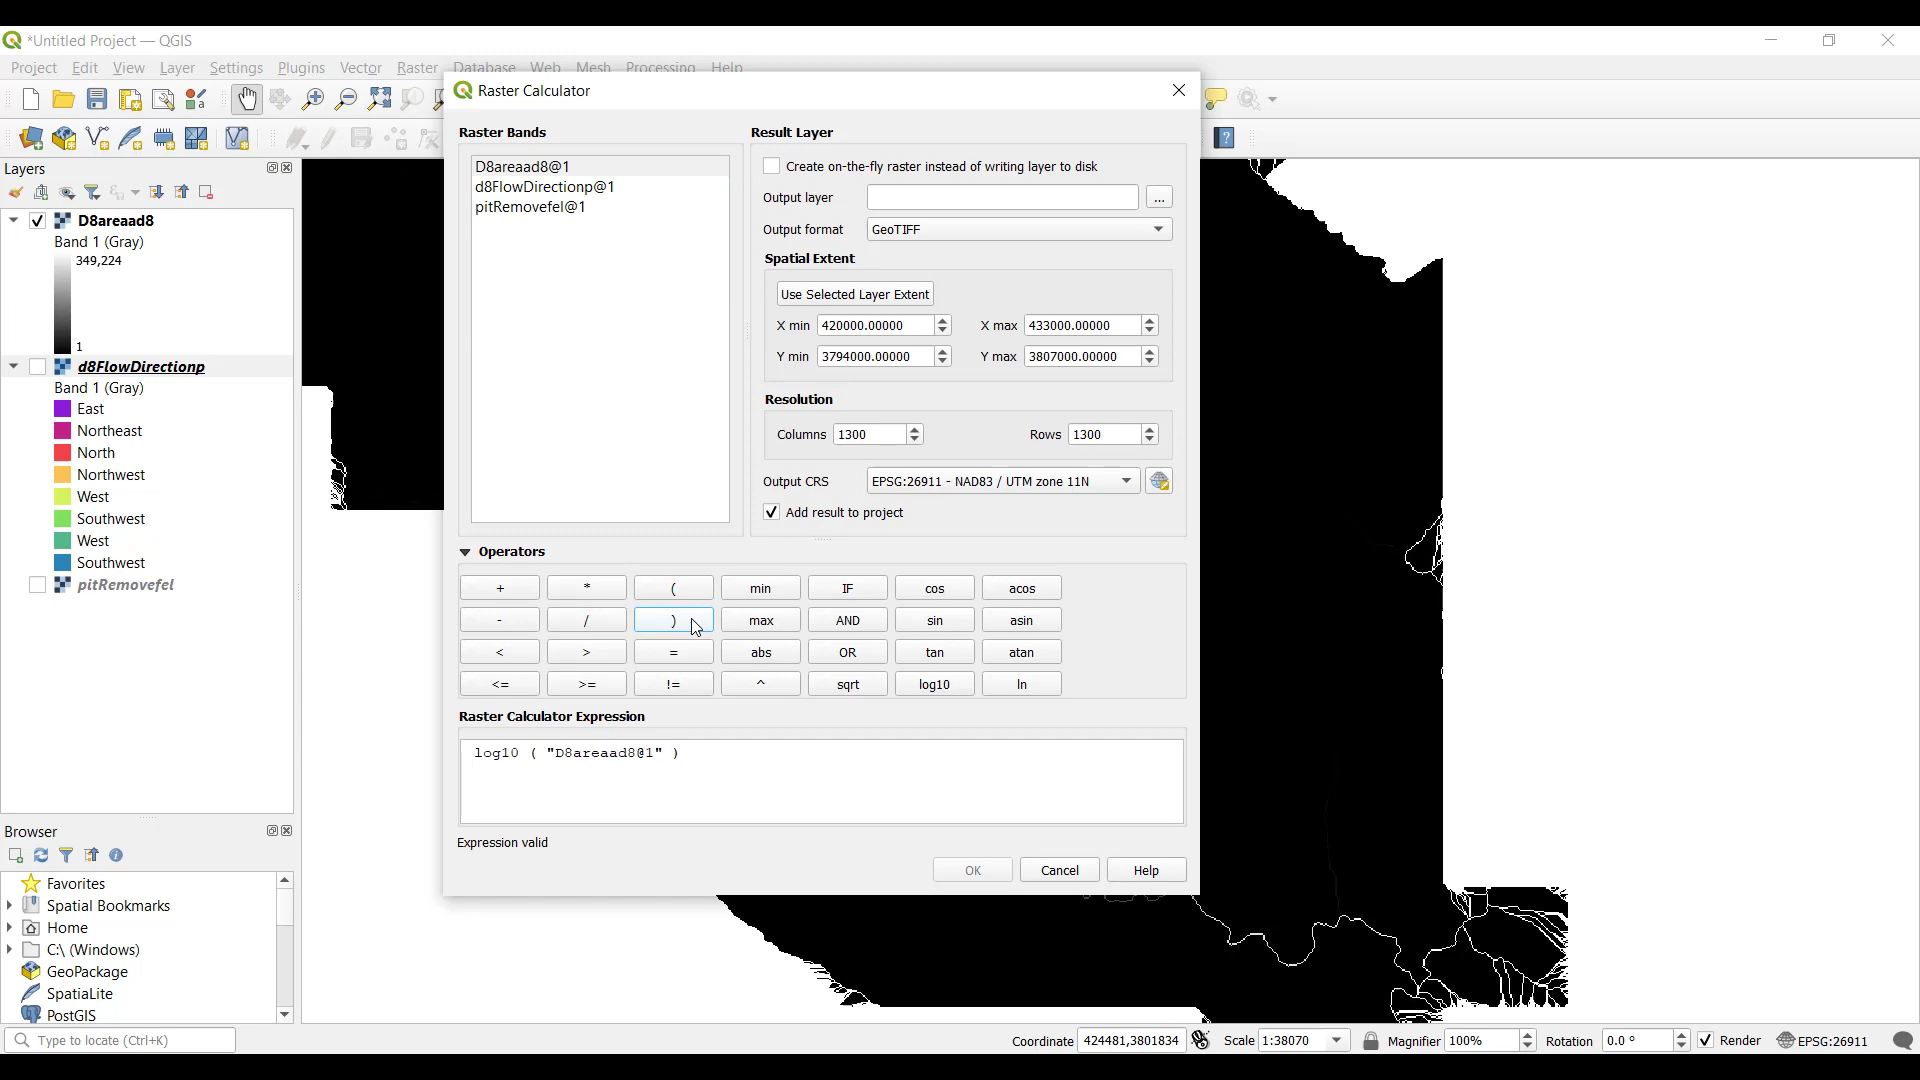 *Untitled Project — QGIS
Project Edit View Layer Settings Plugins Vector Raster Database Web Mesh Processing Help
Layers
D8areaad8
Band 1 (Gray)
349,224
1
d8FlowDirectionp
Band 1 (Gray)
East
Northeast
North
Northwest
West
Southwest
West
Southwest
pitRemovefel
Browser
Favorites
Spatial Bookmarks
Home
C:\ (Windows)
GeoPackage
SpatiaLite
PostGIS
Raster Calculator
Raster Bands
D8areaad8@1
d8FlowDirectionp@1
pitRemovefel@1
Result Layer
Create on-the-fly raster instead of writing layer to disk
Output layer ...
Output format GeoTIFF
Spatial Extent
Use Selected Layer Extent
X min 420000.00000 X max 433000.00000
Y min 3794000.00000 Y max 3807000.00000
Resolution
Columns 1300 Rows 1300
Output CRS EPSG:26911 - NAD83 / UTM zone 11N
Add result to project
Operators
+ * ( min IF cos acos
- / ) max AND sin asin
< > = abs OR tan atan
<= >= != ^ sqrt log10 ln
Raster Calculator Expression
log10 ( "D8areaad8@1" )
Expression valid
OK Cancel Help
Type to locate (Ctrl+K) Coordinate 424481,3801834 Scale 1:38070 Magnifier 100% Rotation 0.0 ° Render EPSG:26911